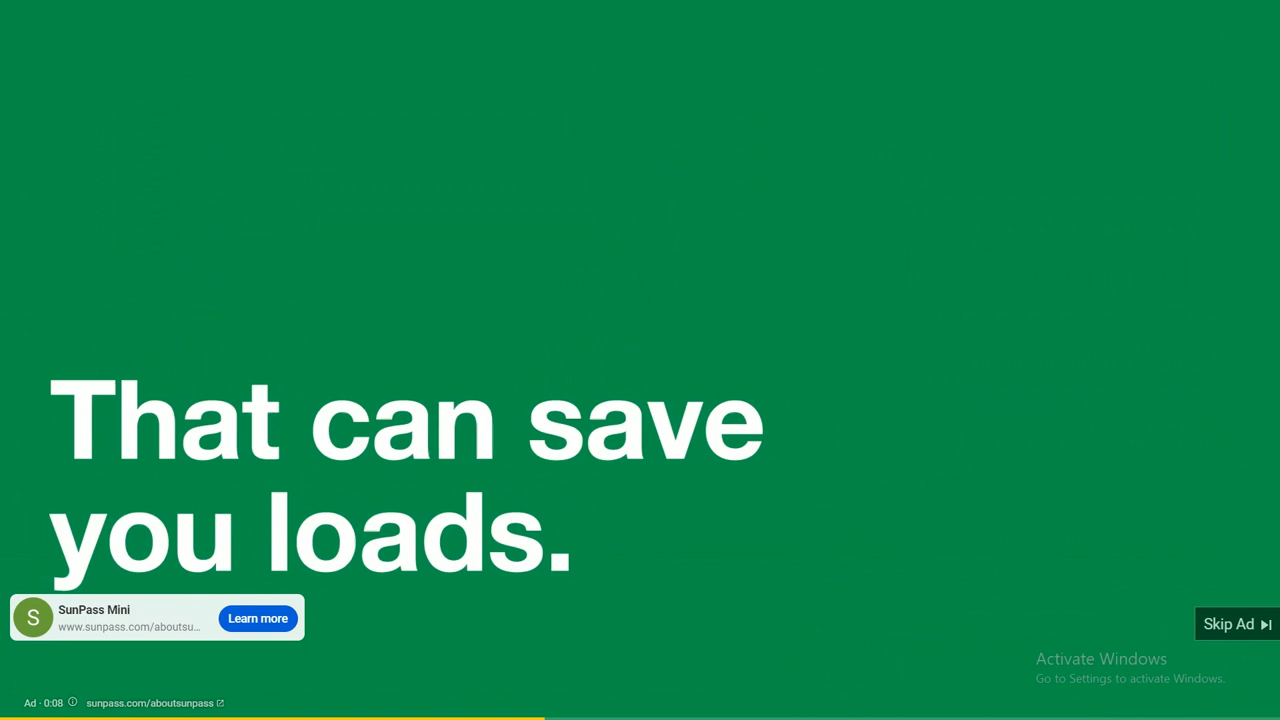 That can save
you loads.
S
SunPass Mini
www.sunpass.com/aboutsu...
Learn more
Skip Ad
Activate Windows
Go to Settings to activate Windows.
Ad · 0:08
sunpass.com/aboutsunpass